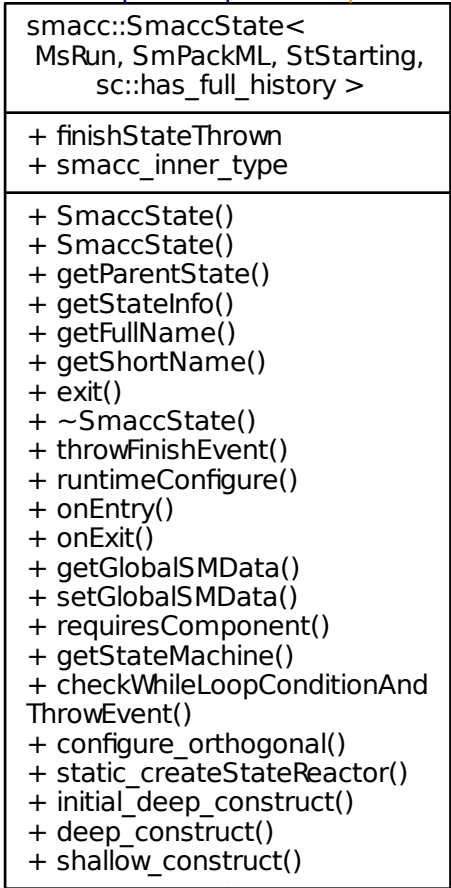 smacc::SmaccState<
MsRun, SmPackML, StStarting,
sc::has_full_history >
+ finishStateThrown
+ smacc_inner_type
+ SmaccState()
+ SmaccState()
+ getParentState()
+ getStateInfo()
+ getFullName()
+ getShortName()
+ exit()
+ ~SmaccState()
+ throwFinishEvent()
+ runtimeConfigure()
+ onEntry()
+ onExit()
+ getGlobalSMData()
+ setGlobalSMData()
+ requiresComponent()
+ getStateMachine()
+ checkWhileLoopConditionAnd
ThrowEvent()
+ configure_orthogonal()
+ static_createStateReactor()
+ initial_deep_construct()
+ deep_construct()
+ shallow_construct()